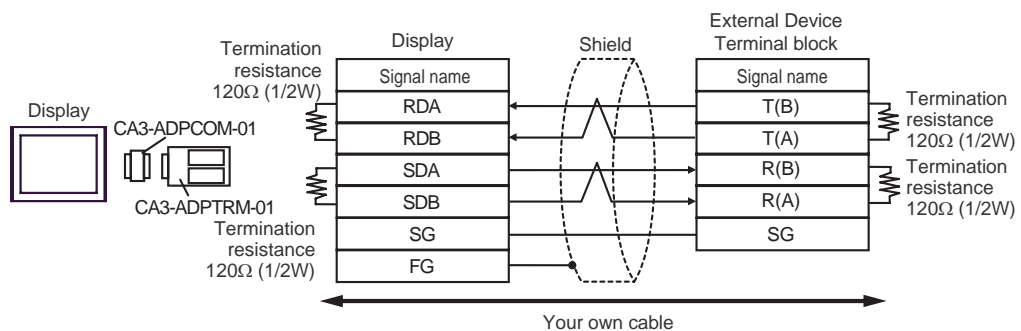 External Device
Terminal block
Display
Shield
Termination
resistance
120Ω (1/2W)
Signal name
Signal name
Display
CA3-ADPCOM-01
RDA
T(B)
Termination
resistance
120Ω (1/2W)
RDB
T(A)
SDA
R(B)
Termination
resistance
120Ω (1/2W)
CA3-ADPTRM-01
SDB
R(A)
Termination
resistance
120Ω (1/2W)
SG
SG
FG
Your own cable